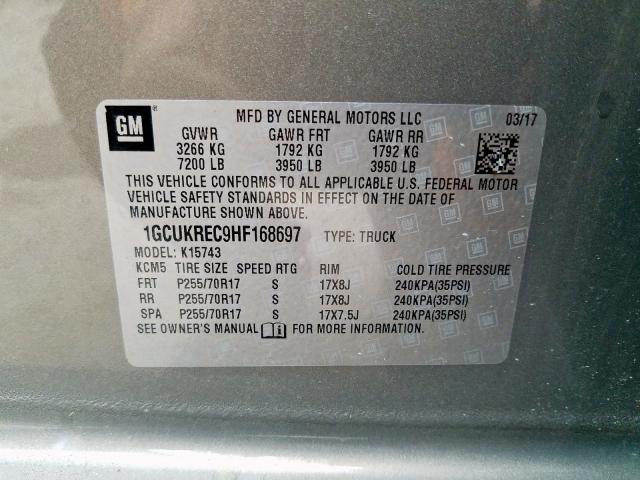 GM®
MFD BY GENERAL MOTORS LLC 03/17
GVWR GAWR FRT GAWR RR
3266 KG 1792 KG 1792 KG
7200 LB 3950 LB 3950 LB
THIS VEHICLE CONFORMS TO ALL APPLICABLE U.S. FEDERAL MOTOR
VEHICLE SAFETY STANDARDS IN EFFECT ON THE DATE OF
MANUFACTURE SHOWN ABOVE.
1GCUKREC9HF168697 TYPE: TRUCK
MODEL: K15743
KCM5 TIRE SIZE SPEED RTG RIM COLD TIRE PRESSURE
FRT P255/70R17 S 17X8J 240KPA(35PSI)
RR P255/70R17 S 17X8J 240KPA(35PSI)
SPA P255/70R17 S 17X7.5J 240KPA(35PSI)
SEE OWNER'S MANUAL FOR MORE INFORMATION.